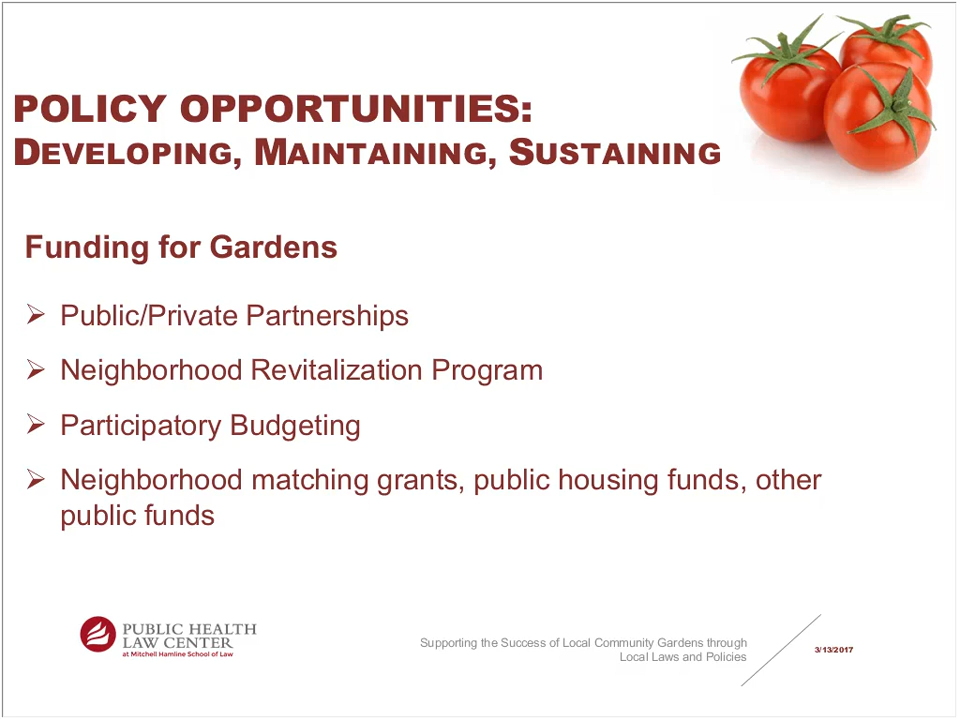 POLICY OPPORTUNITIES:
DEVELOPING, MAINTAINING, SUSTAINING
Funding for Gardens
➢ Public/Private Partnerships
➢ Neighborhood Revitalization Program
➢ Participatory Budgeting
➢ Neighborhood matching grants, public housing funds, other
public funds
PUBLIC HEALTH
LAW CENTER
at Mitchell Hamline School of Law
Supporting the Success of Local Community Gardens through
Local Laws and Policies
3/13/2017